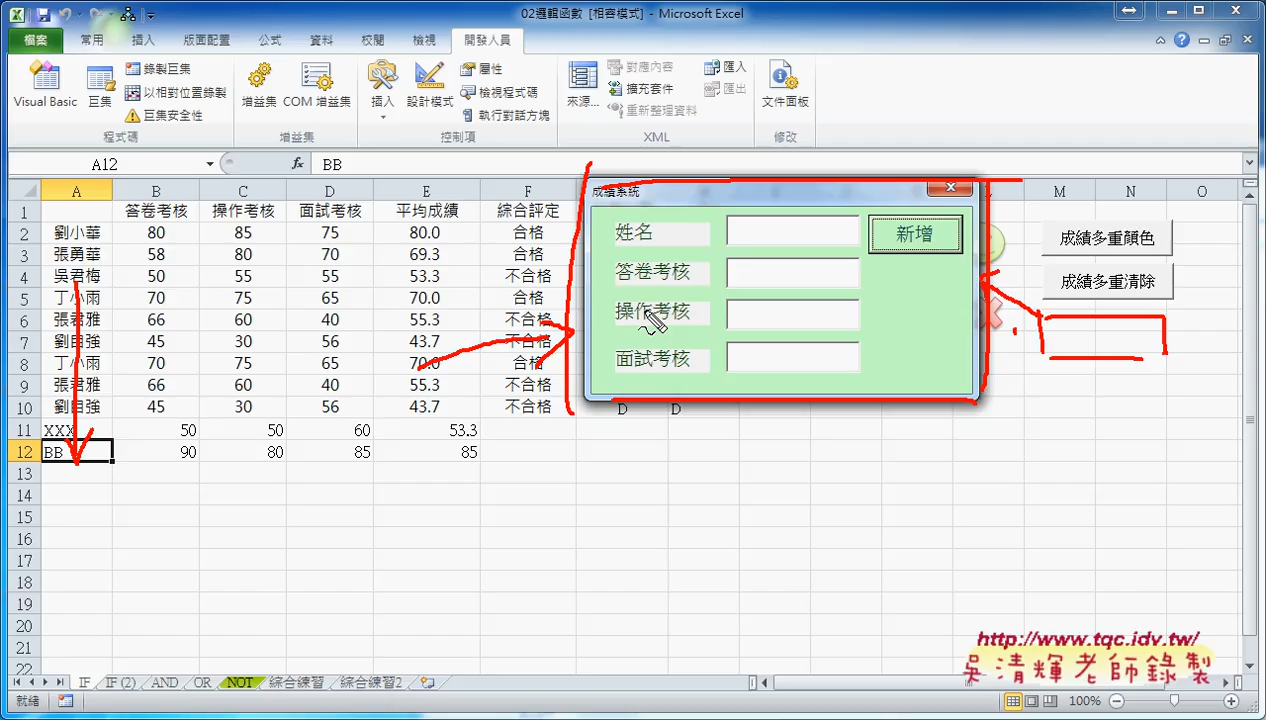 02邏輯函數 [相容模式] - Microsoft Excel
檔案 常用 插入 版面配置 公式 資料 校閱 檢視 開發人員
Visual Basic 巨集 錄製巨集 以相對位置錄製 巨集安全性 程式碼
增益集 COM 增益集 增益集
插入 設計模式 屬性 檢視程式碼 執行對話方塊 控制項
來源... 對應內容 擴充套件 重新整理資料 匯入 匯出 XML
文件面板 修改
A12 fx BB
A B C D E F M N O
1 答卷考核 操作考核 面試考核 平均成績 綜合評定
2 劉小華 80 85 75 80.0 合格
3 張勇華 58 80 70 69.3 合格
4 吳君梅 50 55 55 53.3 不合格
5 丁小雨 70 75 65 70.0 合格
6 張君雅 66 60 40 55.3 不合格
7 劉自強 45 30 56 43.7 不合格
8 丁小雨 70 75 65 70.0 合格
9 張君雅 66 60 40 55.3 不合格
10 劉自強 45 30 56 43.7 不合格 D D
11 XXX 50 50 60 53.3
12 BB 90 80 85 85
13
14
15
16
17
18
19
20
21
22
成績系統
姓名 新增
答卷考核
操作考核
面試考核
成績多重顏色
成績多重清除
http://www.tqc.idv.tw/
吳清輝老師錄製
IF IF (2) AND OR NOT 綜合練習 綜合練習2
就緒 100%